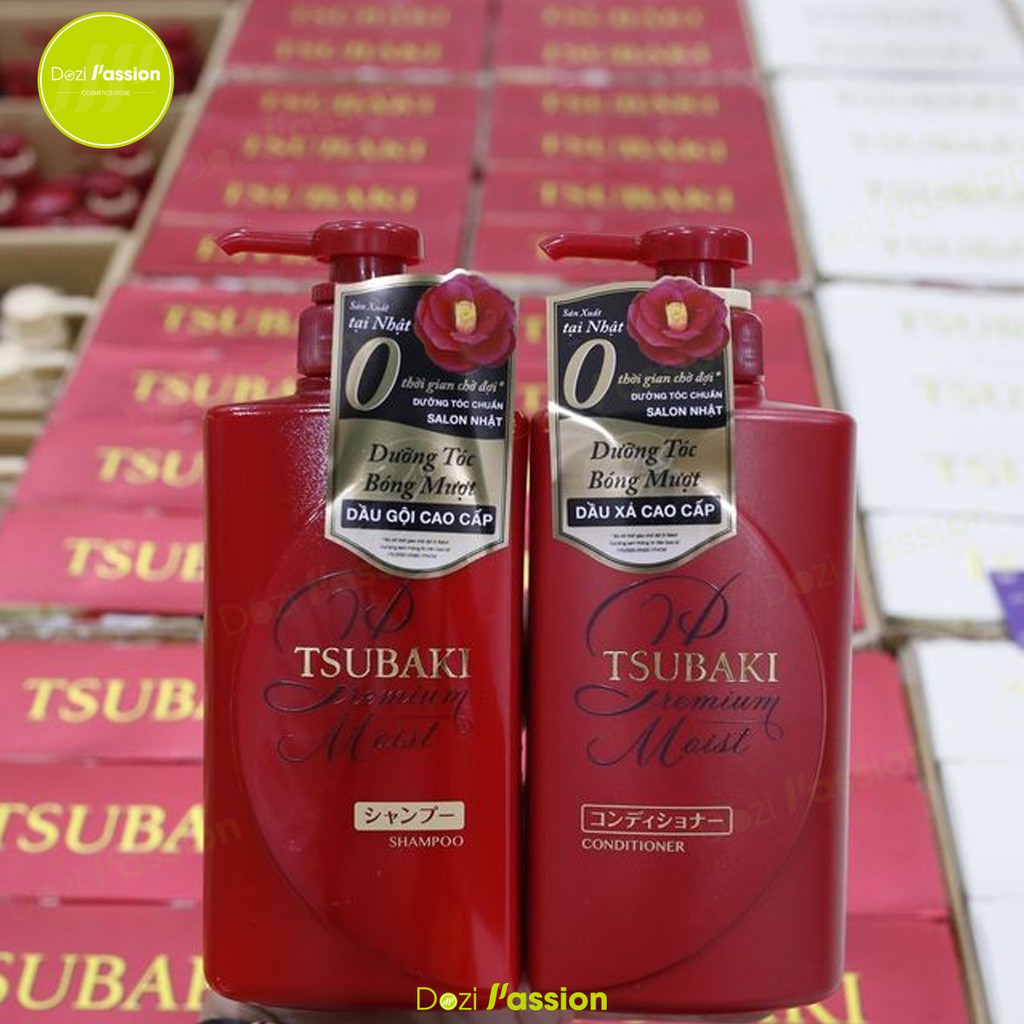 Dozi Passion
COSMETICS STORE
TSUBAKI
TSUBAKI
TSUBAKI
TSUBAKI
Sản Xuất
tại Nhật
0
thời gian chờ đợi*
DƯỠNG TÓC CHUẨN
SALON NHẬT
Dưỡng Tóc
Bóng Mượt
DẦU GỘI CAO CẤP
TSUBAKI
Premium
Moist
シャンプー
SHAMPOO
Sản Xuất
tại Nhật
0
thời gian chờ đợi*
DƯỠNG TÓC CHUẨN
SALON NHẬT
Dưỡng Tóc
Bóng Mượt
DẦU XẢ CAO CẤP
TSUBAKI
Premium
Moist
コンディショナー
CONDITIONER
Dozi Passion